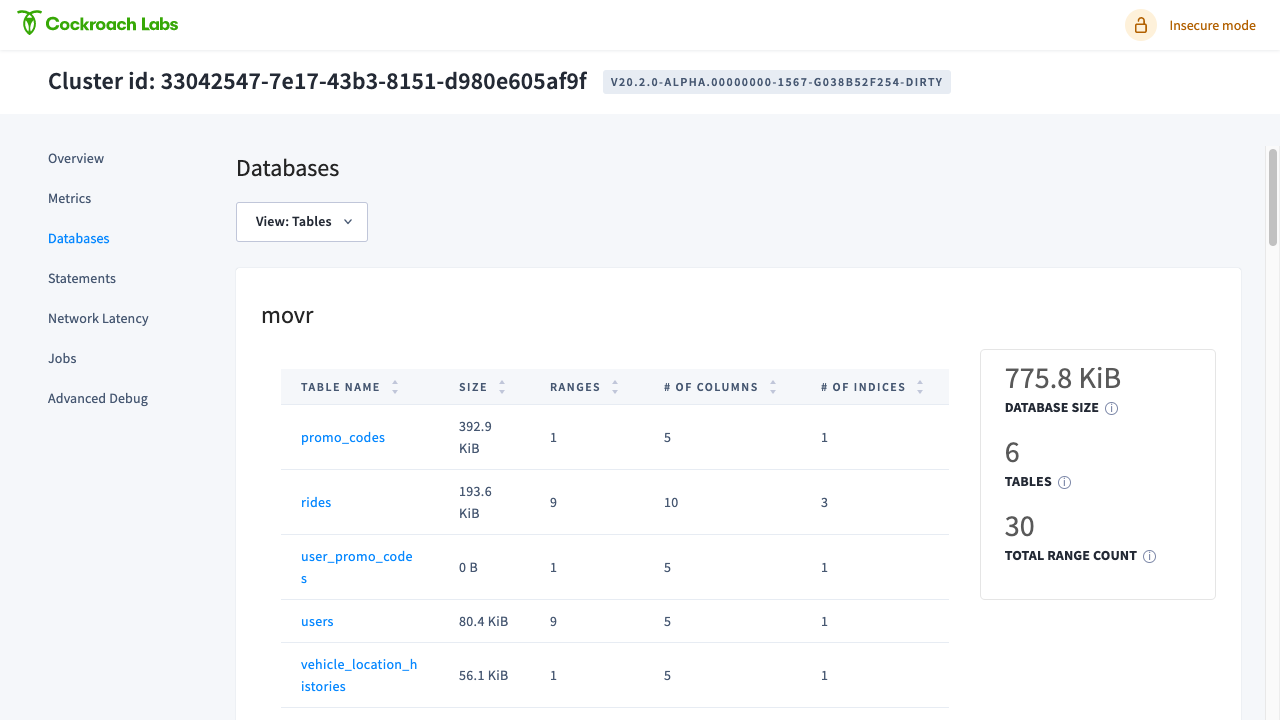 Cockroach Labs
Insecure mode
Cluster id: 33042547-7e17-43b3-8151-d980e605af9f
V20.2.0-ALPHA.00000000-1567-G038B52F254-DIRTY
Overview
Metrics
Databases
Statements
Network Latency
Jobs
Advanced Debug
Databases
View: Tables
movr
TABLE NAME SIZE RANGES # OF COLUMNS # OF INDICES
promo_codes 392.9 KiB 1 5 1
rides 193.6 KiB 9 10 3
user_promo_codes 0 B 1 5 1
users 80.4 KiB 9 5 1
vehicle_location_histories 56.1 KiB 1 5 1
775.8 KiB
DATABASE SIZE
6
TABLES
30
TOTAL RANGE COUNT